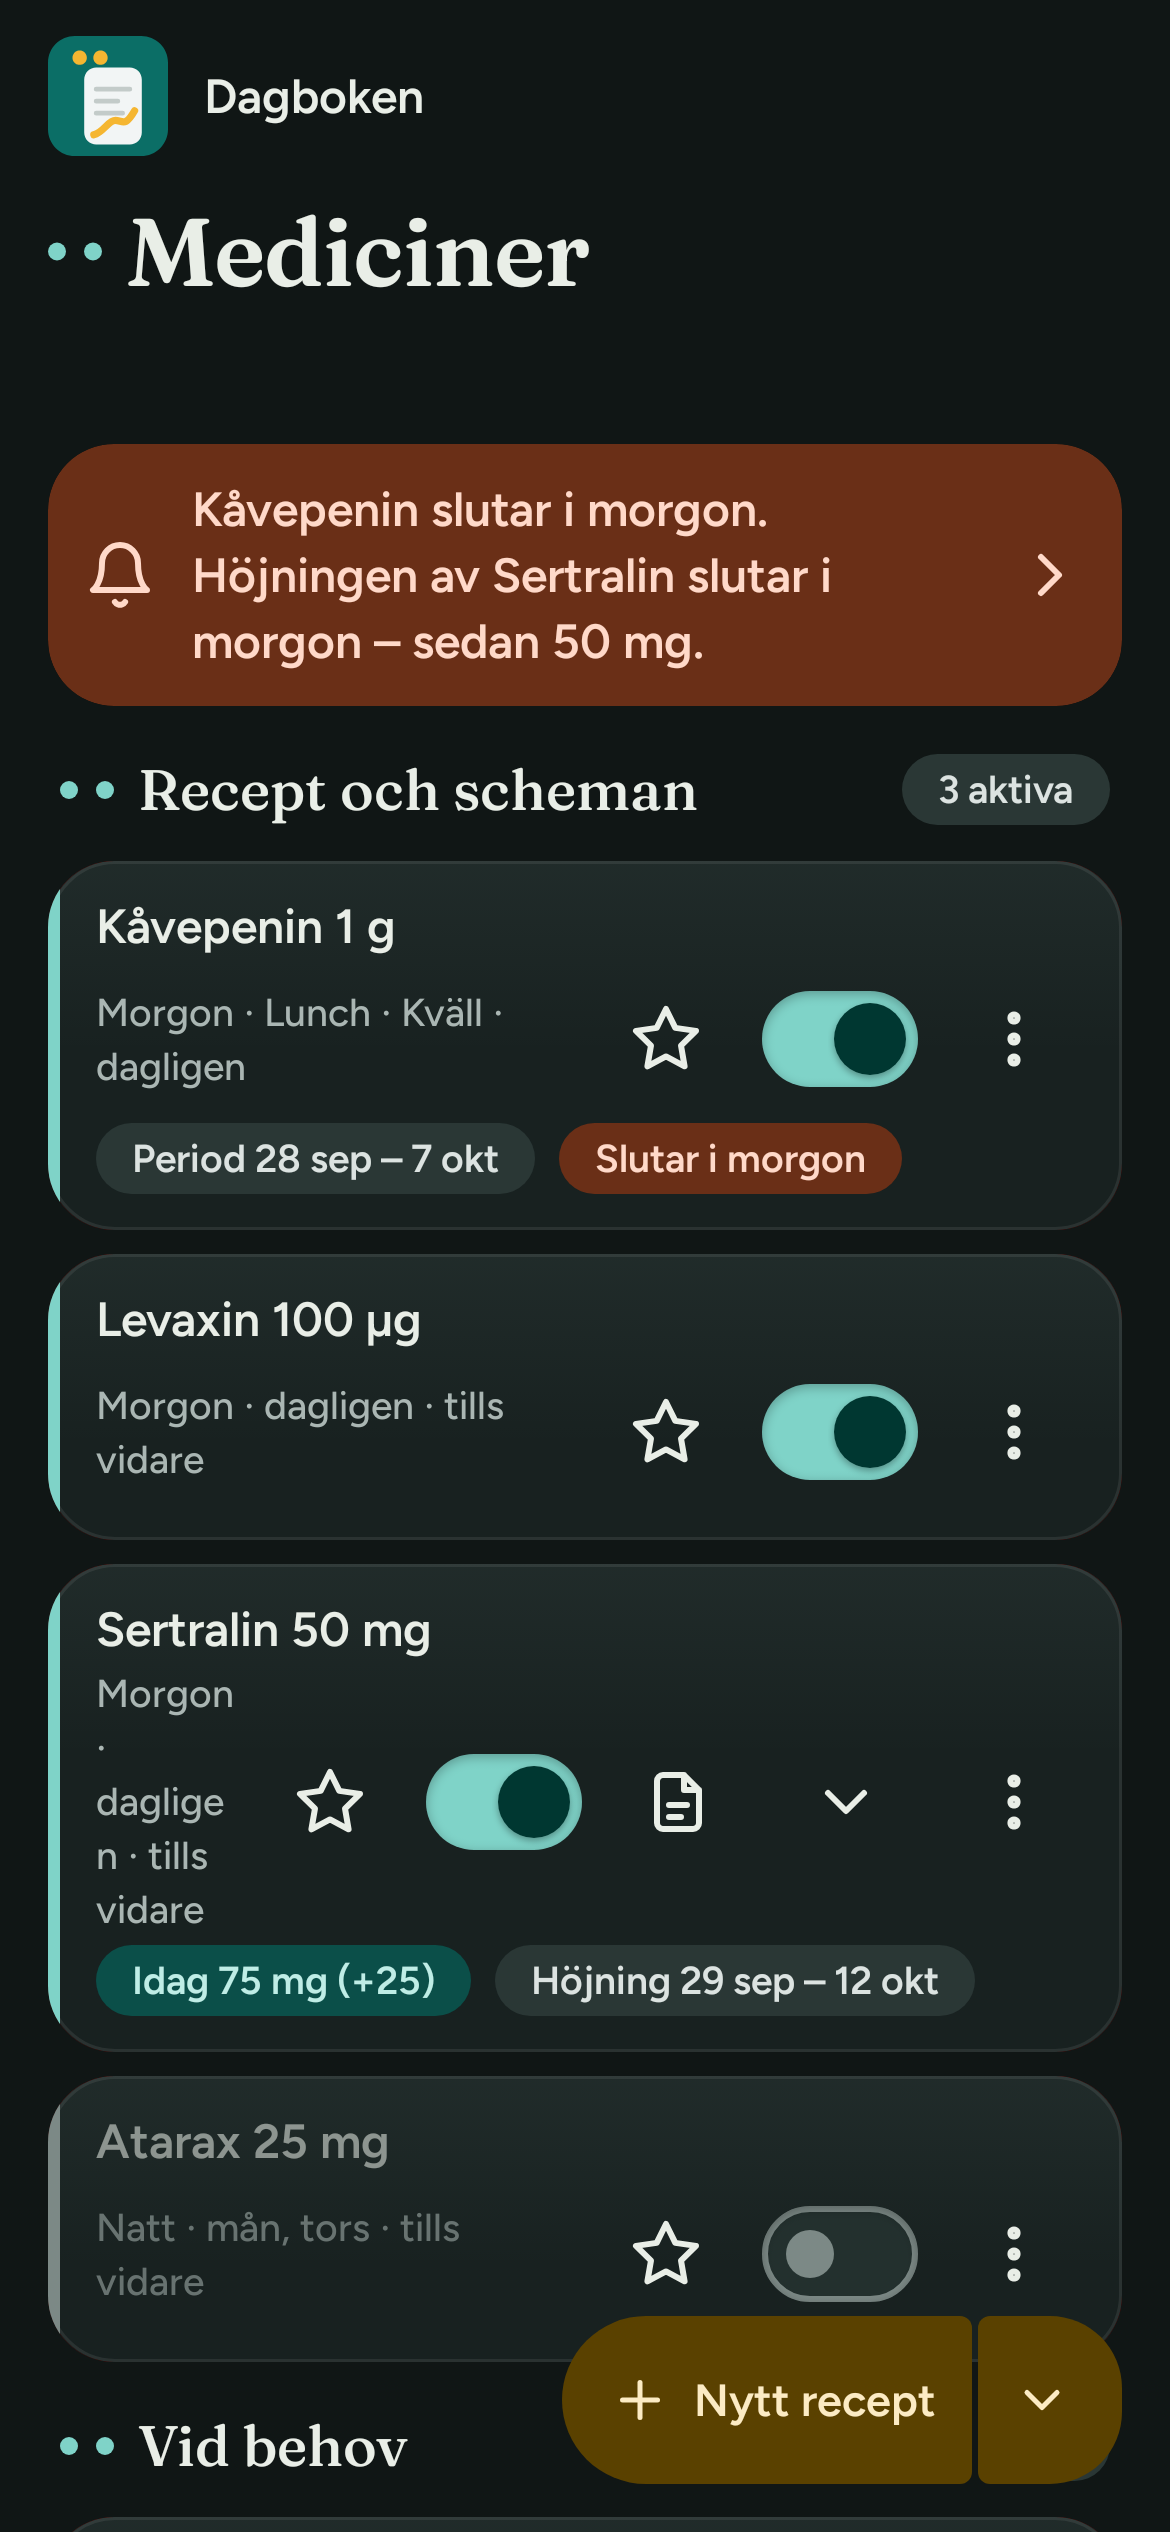 Dagboken
Mediciner
Kåvepenin slutar i morgon.
Höjningen av Sertralin slutar i
morgon – sedan 50 mg.
Recept och scheman
3 aktiva
Kåvepenin 1 g
Morgon · Lunch · Kväll ·
dagligen
Period 28 sep – 7 okt
Slutar i morgon
Levaxin 100 µg
Morgon · dagligen · tills
vidare
Sertralin 50 mg
Morgon
·
daglige
n · tills
vidare
Idag 75 mg (+25)
Höjning 29 sep – 12 okt
Atarax 25 mg
Natt · mån, tors · tills
vidare
Nytt recept
Vid behov